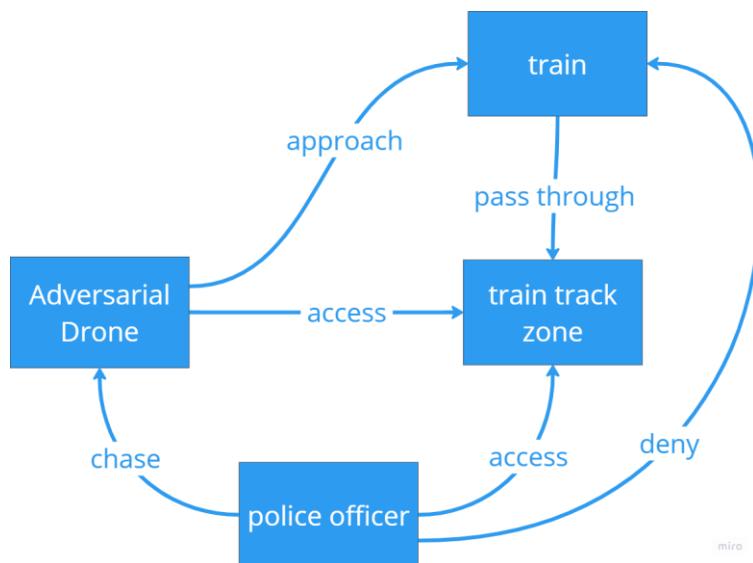 train
approach
pass through
Adversarial
Drone
access
train track
zone
chase
access
deny
police officer
miro